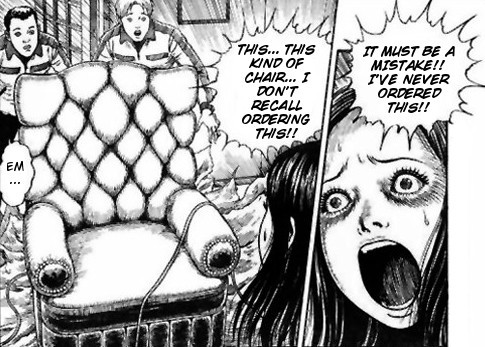 THIS... THIS
KIND OF
CHAIR... I
DON'T
RECALL
ORDERING
THIS!!
EM
...
IT MUST BE A
MISTAKE!!
I'VE NEVER
ORDERED
THIS!!